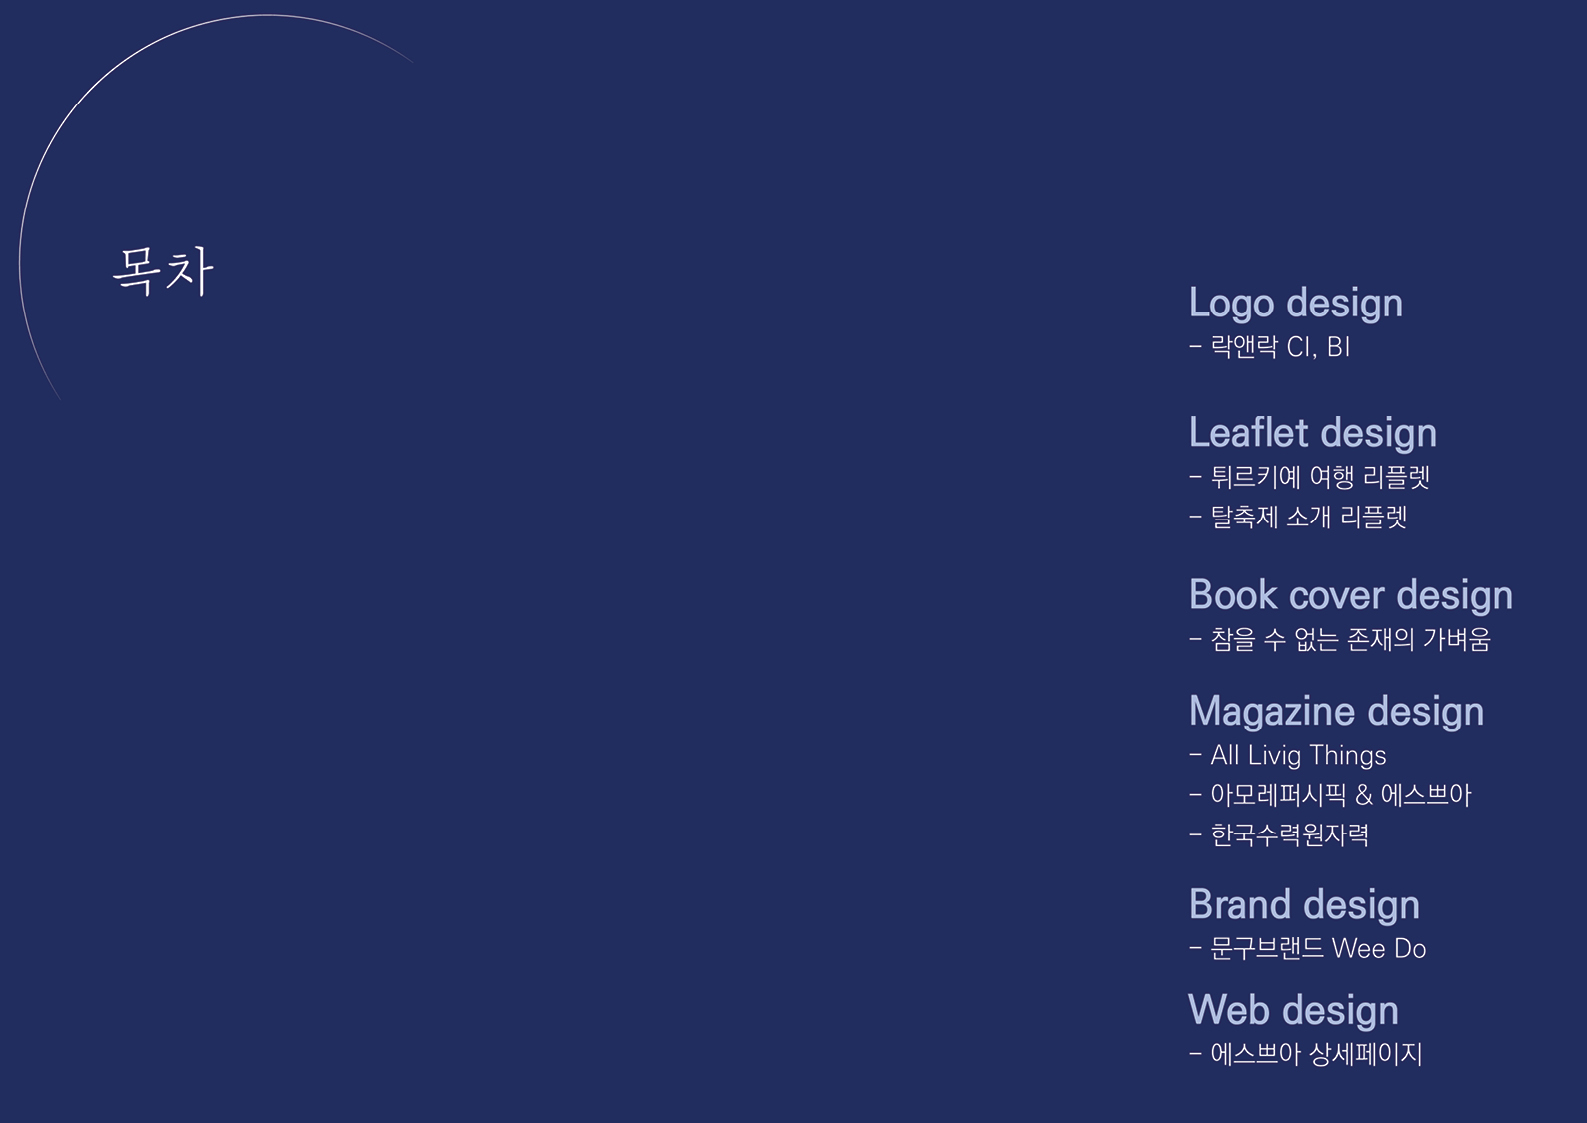 목차
Logo design
- 락앤락 CI, BI
Leaflet design
- 튀르키예 여행 리플렛
- 탈축제 소개 리플렛
Book cover design
- 참을 수 없는 존재의 가벼움
Magazine design
- All Livig Things
- 아모레퍼시픽 & 에스쁘아
- 한국수력원자력
Brand design
- 문구브랜드 Wee Do
Web design
- 에스쁘아 상세페이지